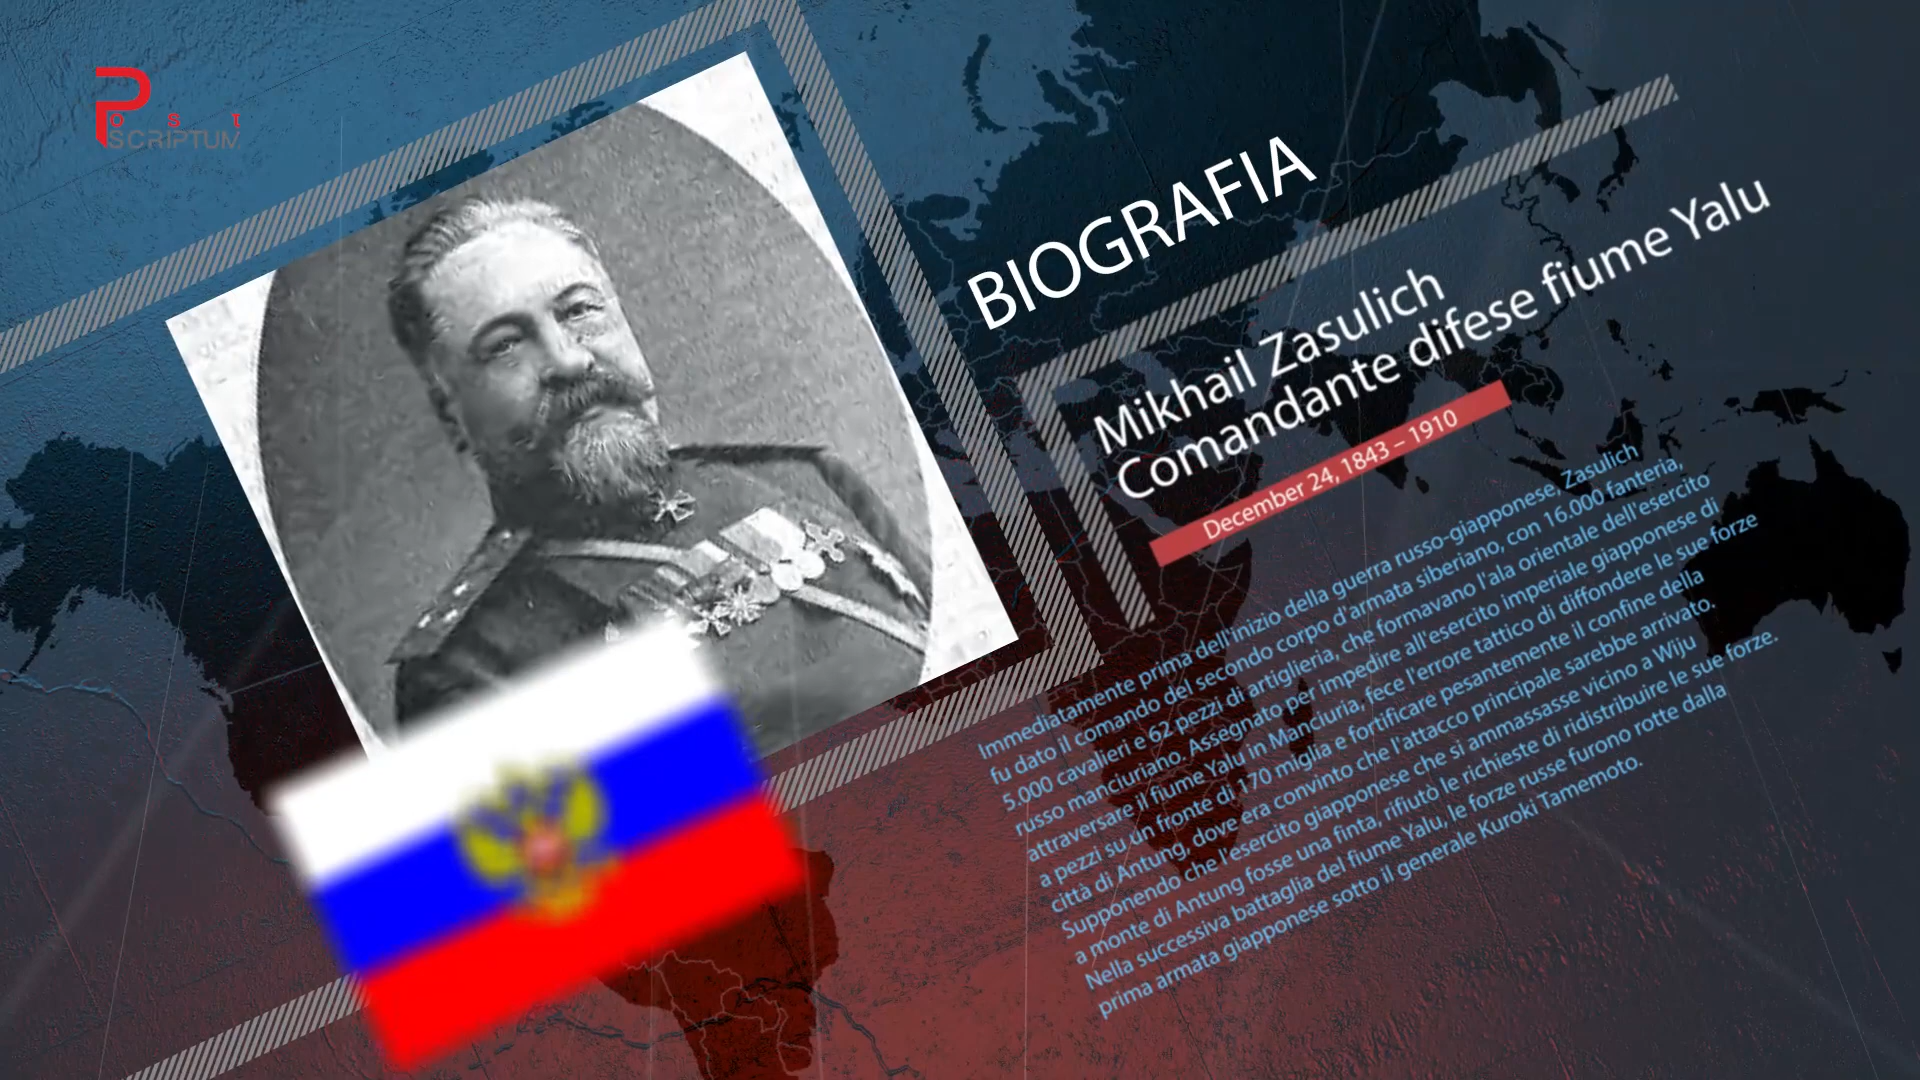 POST
SCRIPTUM
BIOGRAFIA
Mikhail Zasulich
Comandante difese fiume Yalu
December 24, 1843 – 1910
Immediatamente prima dell'inizio della guerra russo-giapponese, Zasulich
fu dato il comando del secondo corpo d'armata siberiano, con 16.000 fanteria,
5.000 cavalieri e 62 pezzi di artiglieria, che formavano l'ala orientale dell'esercito
russo manciuriano. Assegnato per impedire all'esercito imperiale giapponese di
attraversare il fiume Yalu in Manciuria, fece l'errore tattico di diffondere le sue forze
a pezzi su un fronte di 170 miglia e fortificare pesantemente il confine della
città di Antung, dove era convinto che l'attacco principale sarebbe arrivato.
Supponendo che l'esercito giapponese che si ammassasse vicino a Wiju
a monte di Antung fosse una finta, rifiutò le richieste di ridistribuire le sue forze.
Nella successiva battaglia del fiume Yalu, le forze russe furono rotte dalla
prima armata giapponese sotto il generale Kuroki Tamemoto.